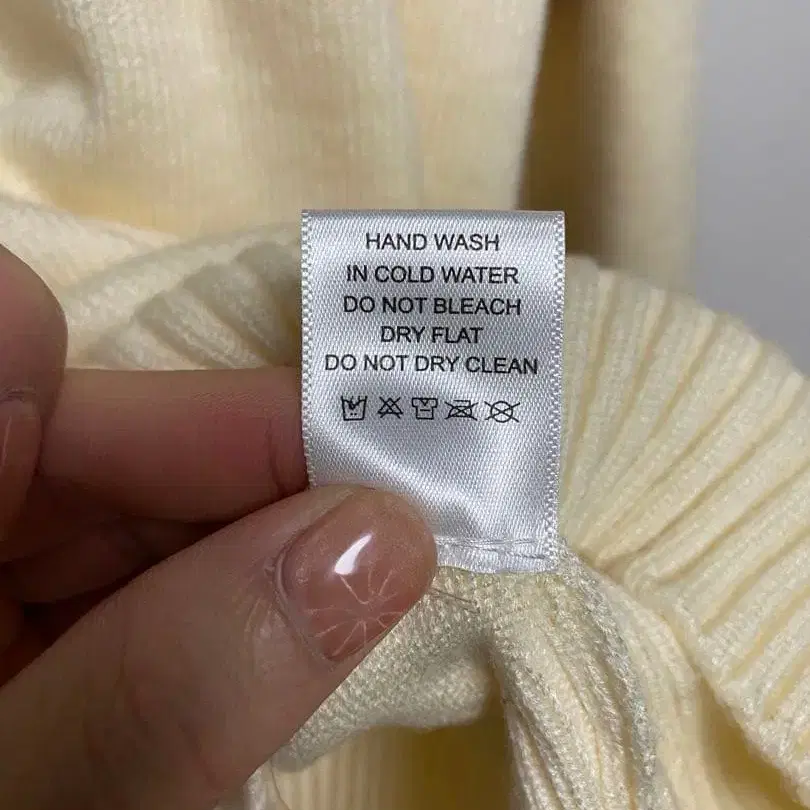 HAND WASH
IN COLD WATER
DO NOT BLEACH
DRY FLAT
DO NOT DRY CLEAN